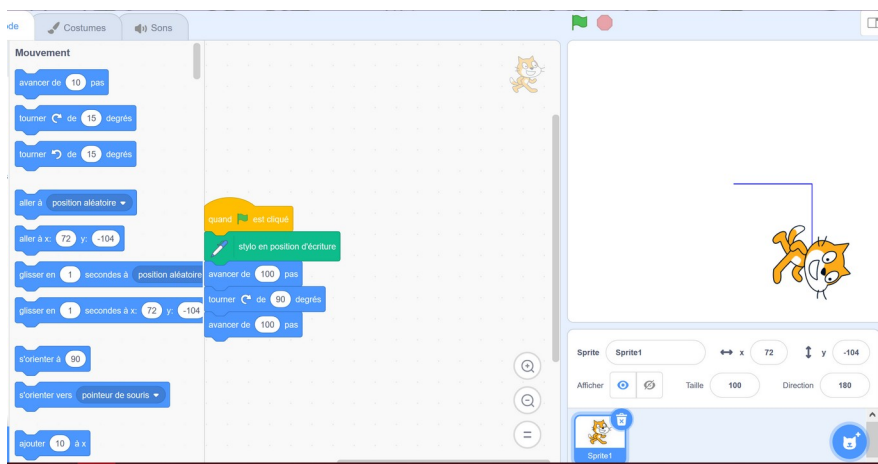 de Costumes Sons
Mouvement
avancer de 10 pas
tourner de 15 degrés
tourner de 15 degrés
aller à position aléatoire
aller à x: 72 y: -104
glisser en 1 secondes à position aléatoire
glisser en 1 secondes à x: 72 y: -104
s'orienter à 90
s'orienter vers pointeur de souris
ajouter 10 à x
quand est cliqué
stylo en position d'écriture
avancer de 100 pas
tourner de 90 degrés
avancer de 100 pas
Sprite Sprite1 x 72 y -104
Afficher Taille 100 Direction 180
Sprite1